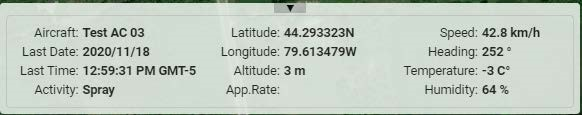 Aircraft: Test AC 03 Latitude: 44.293323N Speed: 42.8 km/h
Last Date: 2020/11/18 Longitude: 79.613479W Heading: 252 °
Last Time: 12:59:31 PM GMT-5 Altitude: 3 m Temperature: -3 C°
Activity: Spray App.Rate: Humidity: 64 %